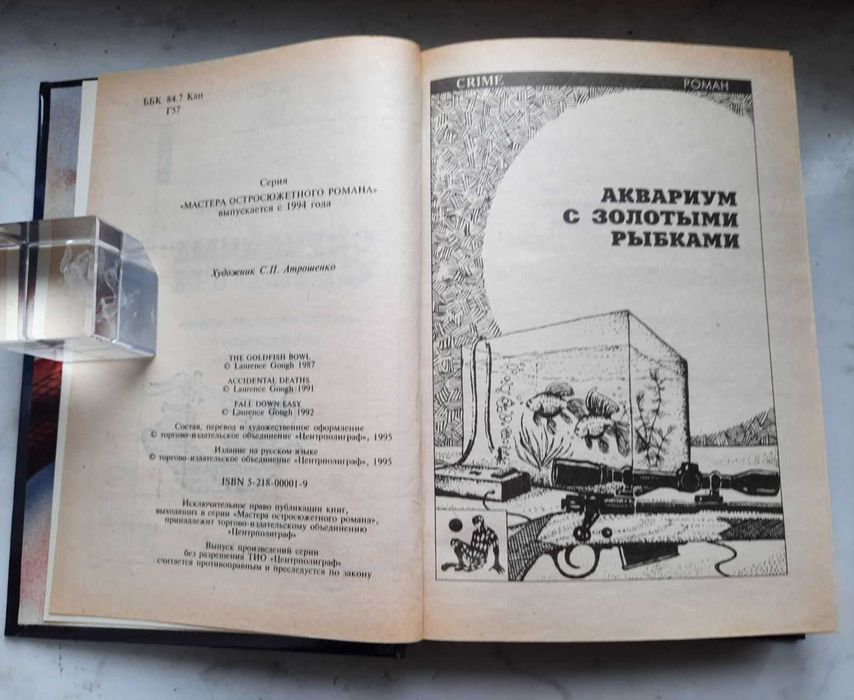 ББК 84.7 Кан
Г57
Серия
«МАСТЕРА ОСТРОСЮЖЕТНОГО РОМАНА»
выпускается с 1994 года
Художник С.П. Атрошенко
THE GOLDFISH BOWL
© Laurence Gough 1987
ACCIDENTAL DEATHS
© Laurence Gough 1991
FALL DOWN EASY
© Laurence Gough 1992
Состав, перевод и художественное оформление
© торгово-издательское объединение «Центрполиграф», 1995
Издание на русском языке
© торгово-издательское объединение «Центрполиграф», 1995
ISBN 5-218-00001-9
Исключительное право публикации книг,
выходящих в серии «Мастера остросюжетного романа»,
принадлежит торгово-издательскому объединению
«Центрполиграф»
Выпуск произведений серии
без разрешения ТИО «Центрполиграф»
считается противоправным и преследуется по закону
CRIME
РОМАН
АКВАРИУМ
С ЗОЛОТЫМИ
РЫБКАМИ